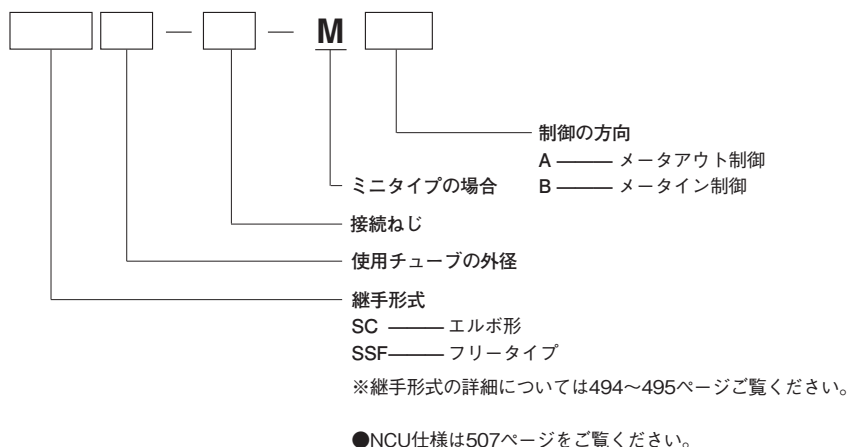 — — M
制御の方向
A ——— メータアウト制御
ミニタイプの場合 B ——— メータイン制御
接続ねじ
使用チューブの外径
継手形式
SC ——— エルボ形
SSF——— フリータイプ
※継手形式の詳細については494〜495ページご覧ください。
●NCU仕様は507ページをご覧ください。